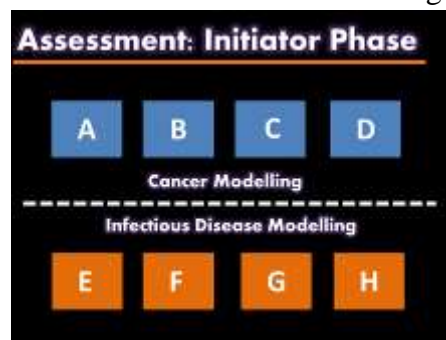 Assessment: Initiator Phase
A B C D
Cancer Modelling
Infectious Disease Modelling
E F G H